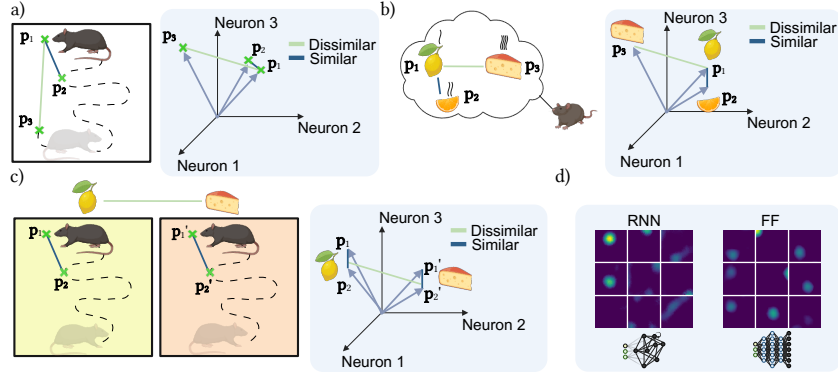 a)
p₁
p₂
p₃
Neuron 3
p₃
p₂
p₁
Dissimilar
Similar
Neuron 2
Neuron 1
b)
p₁
p₃
p₂
Neuron 3
Dissimilar
Similar
p₃
p₁
p₂
Neuron 2
Neuron 1
c)
p₁
p₂
p₁'
p₂'
Neuron 3
Dissimilar
Similar
p₁
p₁'
p₂
p₂'
Neuron 2
Neuron 1
d)
RNN
FF